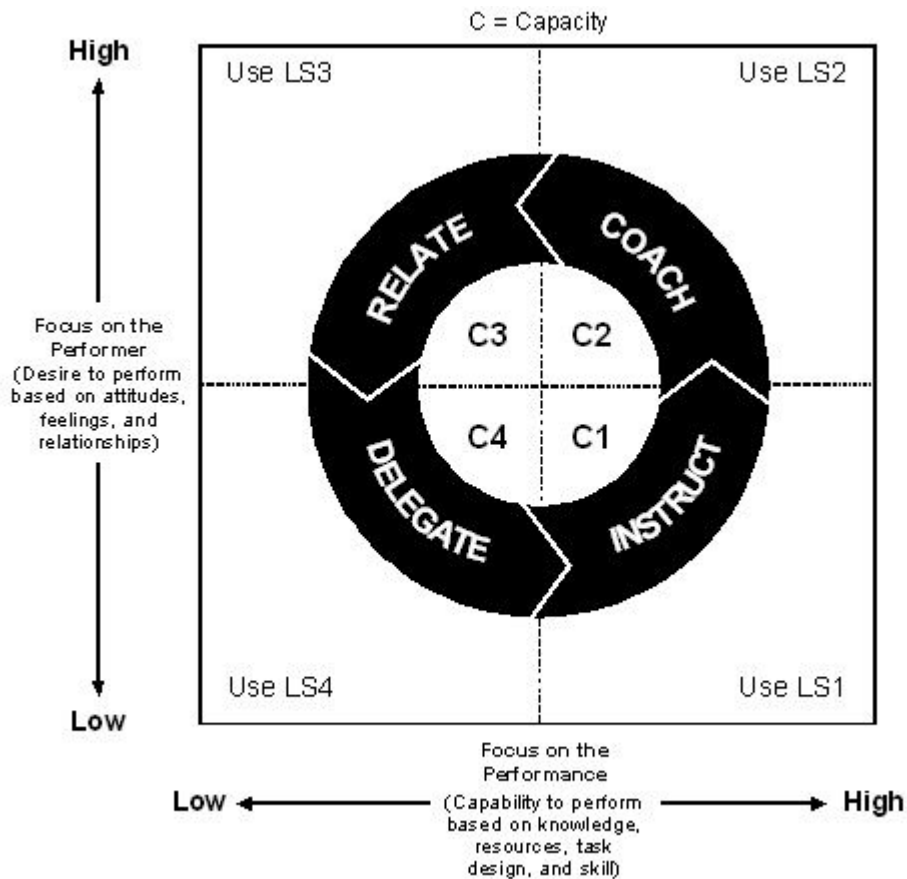 C = Capacity
High
Use LS3
Use LS2
RELATE
COACH
C3
C2
Focus on the
Performer
(Desire to perform
based on attitudes,
feelings, and
relationships)
C4
C1
DELEGATE
INSTRUCT
Use LS4
Use LS1
Low
Focus on the
Performance
Low
High
(Capability to perform
based on knowledge,
resources, task
design, and skill)